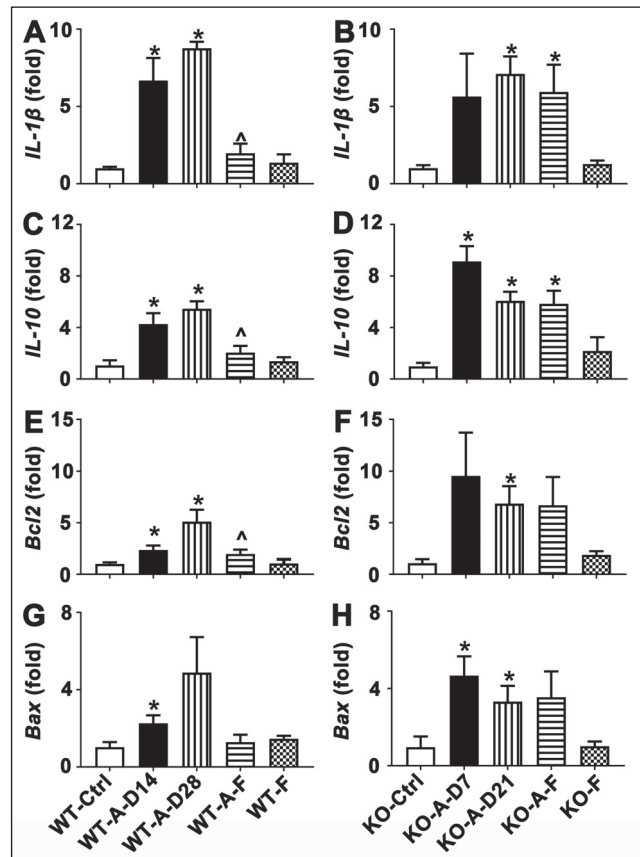 A
B
IL-1β (fold)
10
5
0
*
*
^
IL-1β (fold)
10
5
0
*
*
C
D
IL-10 (fold)
12
8
4
0
*
*
^
IL-10 (fold)
12
8
4
0
*
*
*
E
F
Bcl2 (fold)
15
10
5
0
*
*
^
Bcl2 (fold)
15
10
5
0
*
G
H
Bax (fold)
8
4
0
*
Bax (fold)
8
4
0
*
*
WT-Ctrl
WT-A-D14
WT-A-D28
WT-A-F
WT-F
KO-Ctrl
KO-A-D7
KO-A-D21
KO-A-F
KO-F